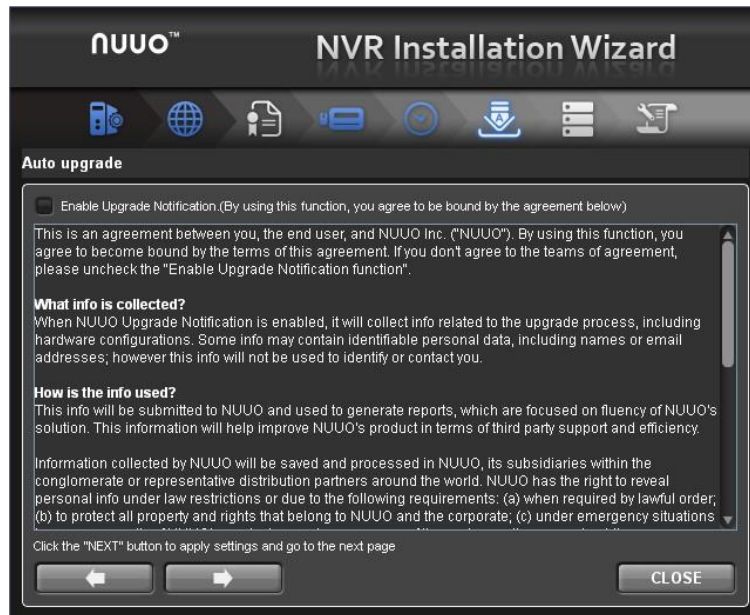 nuuo™
NVR Installation Wizard
Auto upgrade
Enable Upgrade Notification.(By using this function, you agree to be bound by the agreement below)
This is an agreement between you, the end user, and NUUO Inc. ("NUUO"). By using this function, you
agree to become bound by the terms of this agreement. If you don't agree to the teams of agreement,
please uncheck the "Enable Upgrade Notification function".
What info is collected?
When NUUO Upgrade Notification is enabled, it will collect info related to the upgrade process, including
hardware configurations. Some info may contain identifiable personal data, including names or email
addresses; however this info will not be used to identify or contact you.
How is the info used?
This info will be submitted to NUUO and used to generate reports, which are focused on fluency of NUUO's
solution. This information will help improve NUUO's product in terms of third party support and efficiency.
Information collected by NUUO will be saved and processed in NUUO, its subsidiaries within the
conglomerate or representative distribution partners around the world. NUUO has the right to reveal
personal info under law restrictions or due to the following requirements: (a) when required by lawful order;
(b) to protect all property and rights that belong to NUUO and the corporate; (c) under emergency situations
Click the "NEXT" button to apply settings and go to the next page
CLOSE